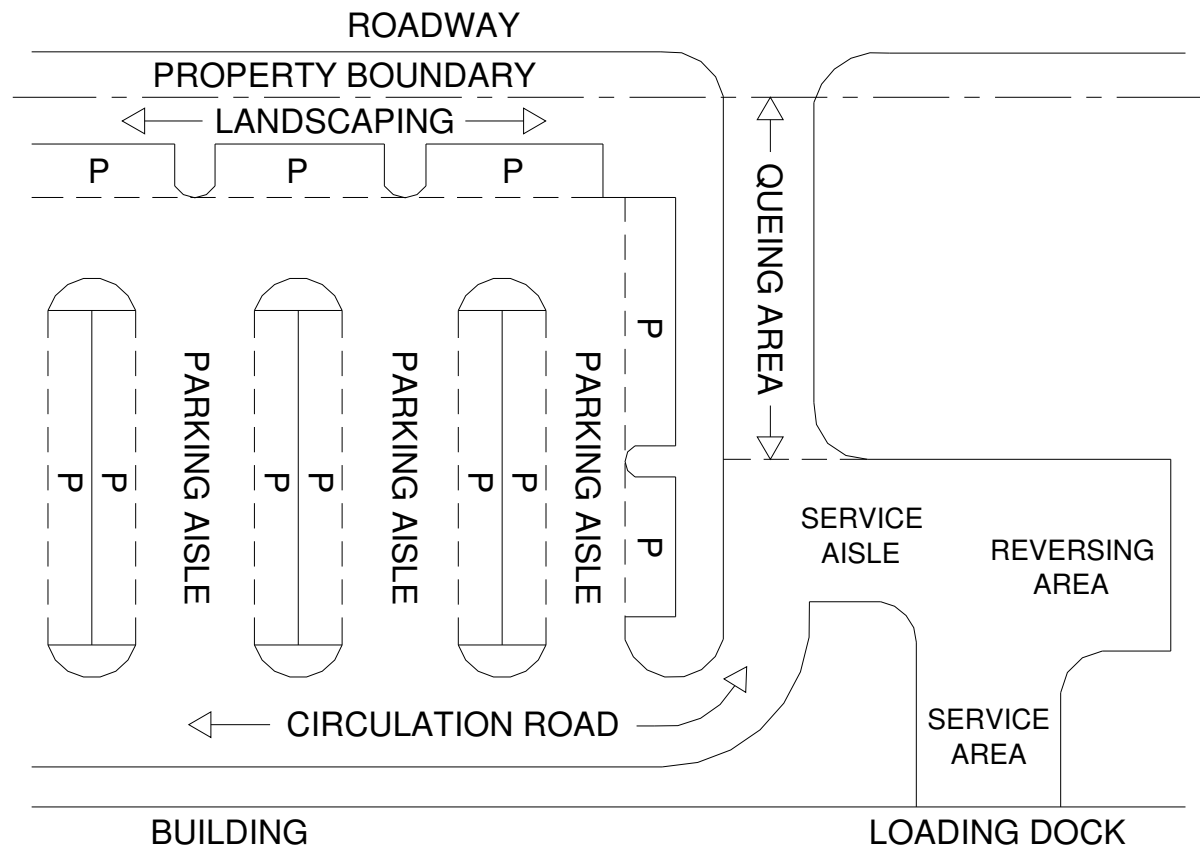 ROADWAY
PROPERTY BOUNDARY
LANDSCAPING
P
P
P
QUEING AREA
P
PARKING AISLE
PARKING AISLE
PARKING AISLE
P
P
P
P
P
P
P
SERVICE
AISLE
REVERSING
AREA
CIRCULATION ROAD
SERVICE
AREA
BUILDING
LOADING DOCK